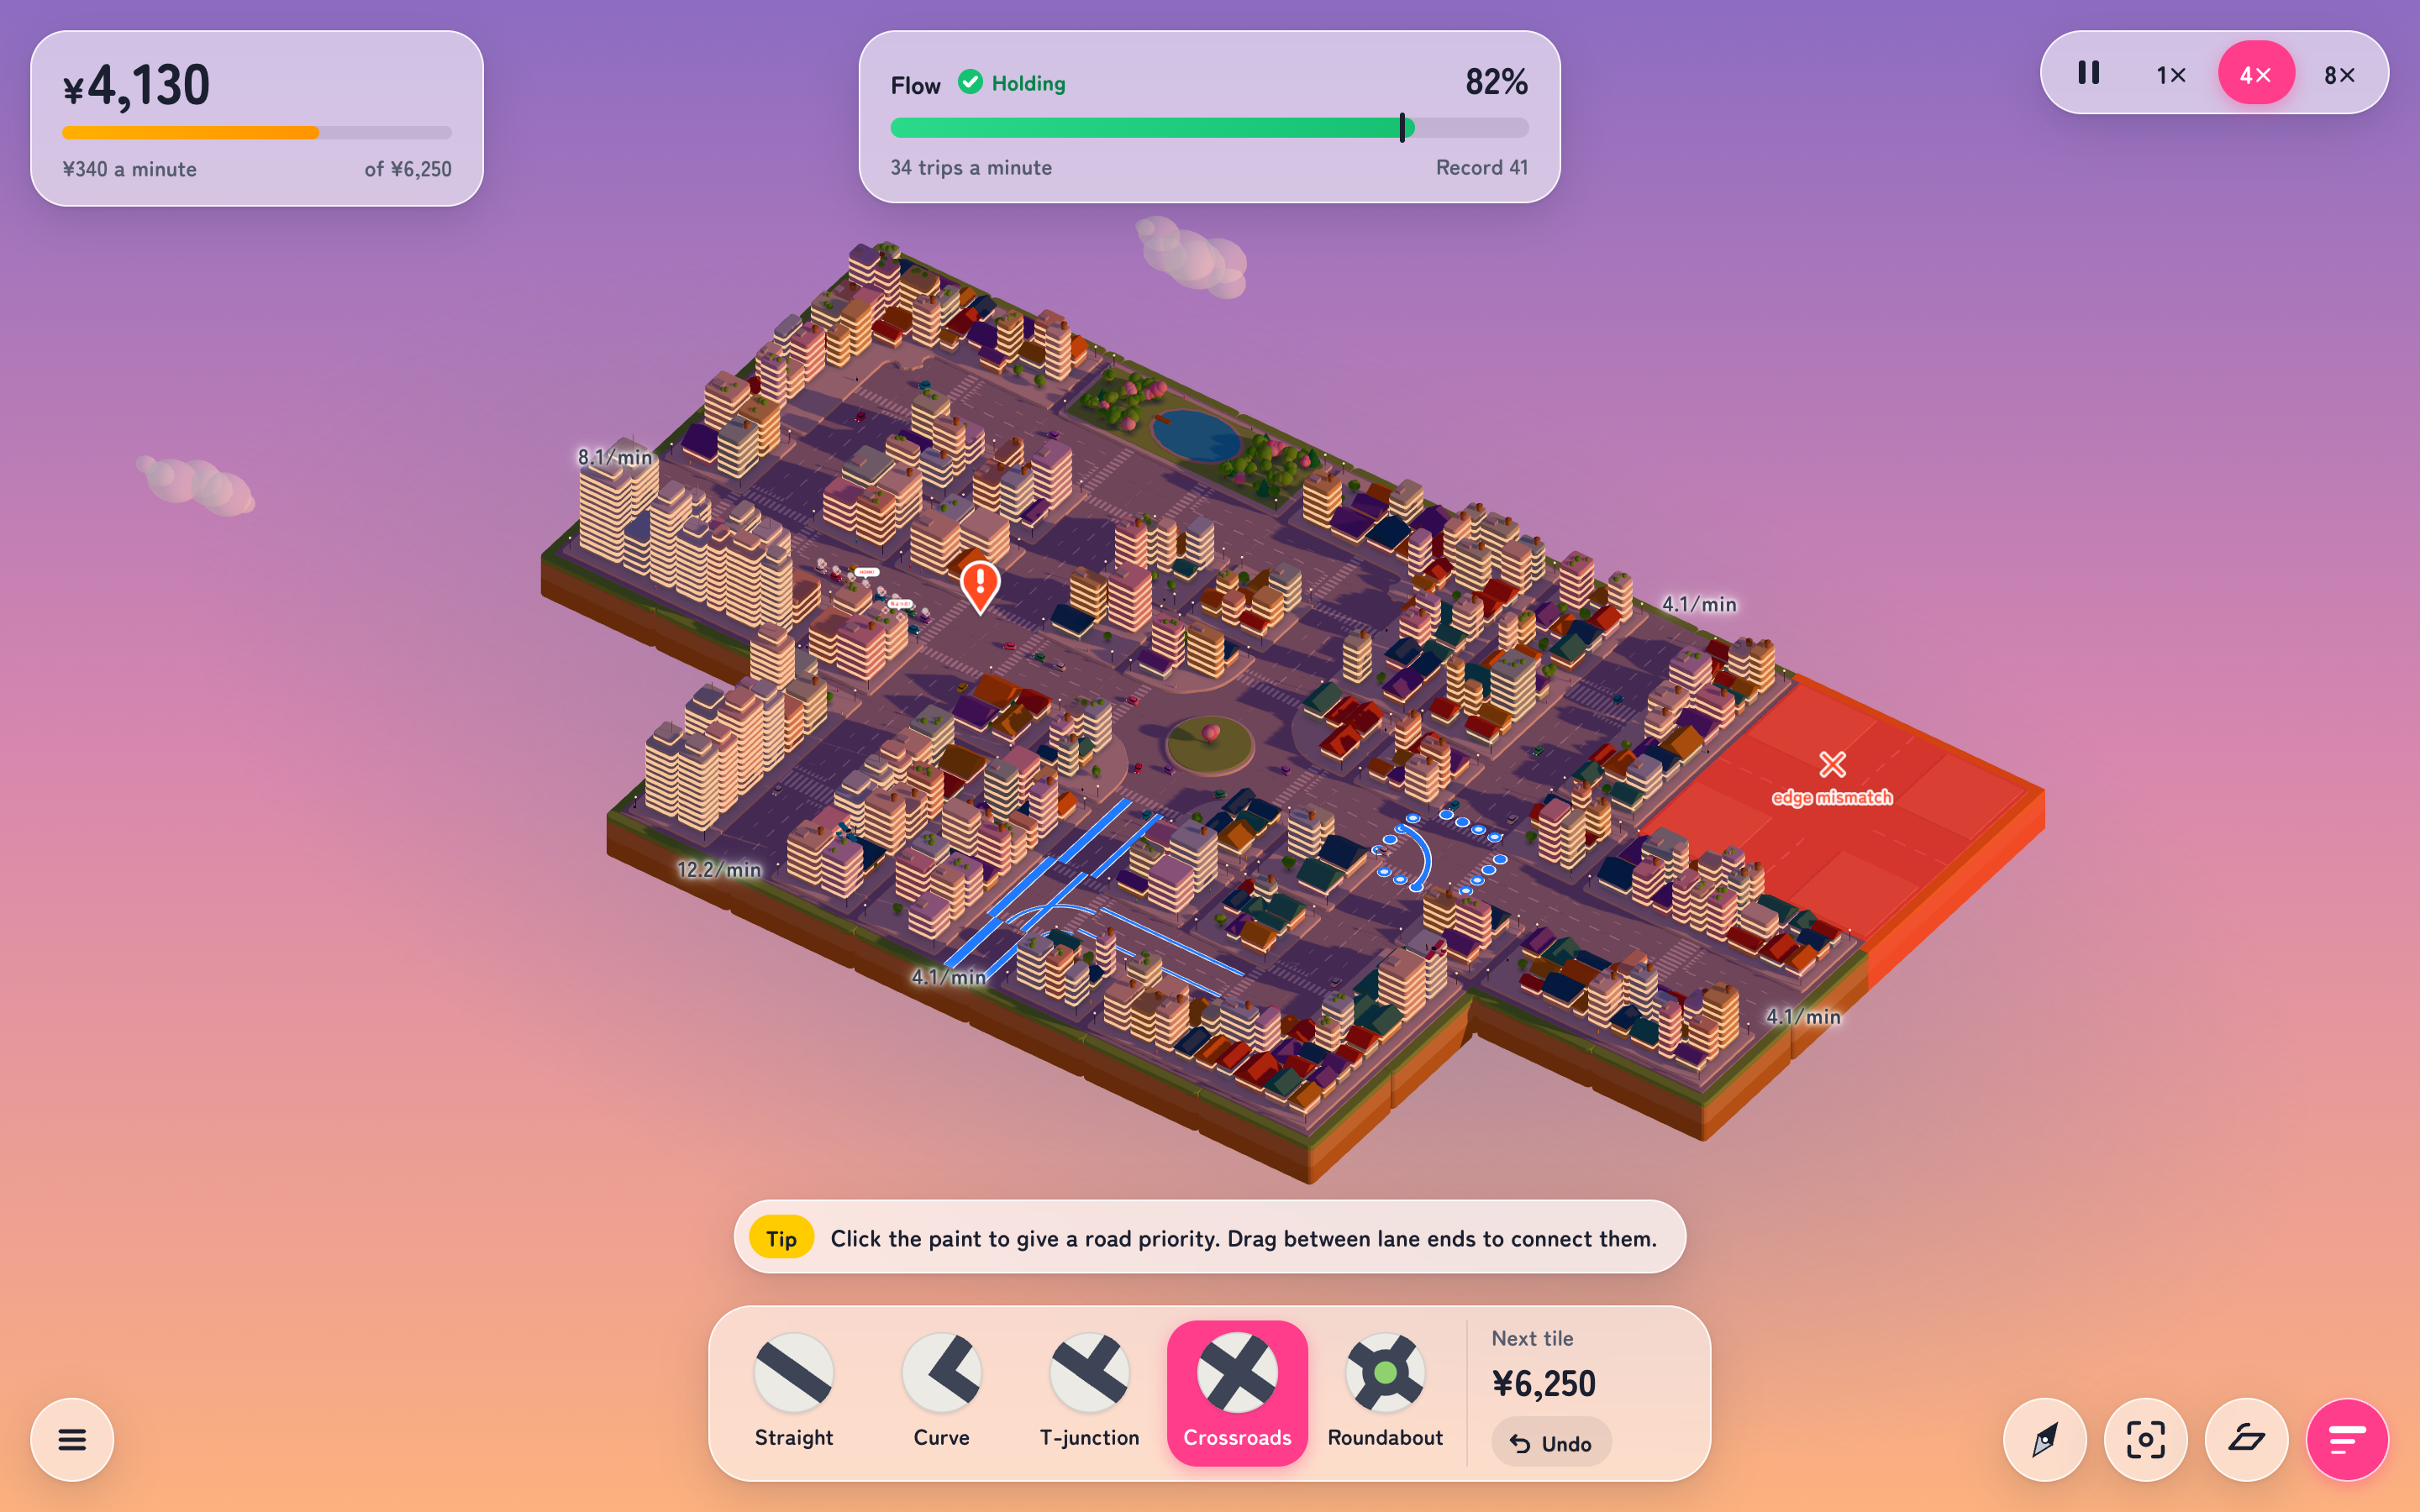 ¥4,130
¥340 a minute
of ¥6,250
Flow
Holding
82%
34 trips a minute
Record 41
1×
4×
8×
8.1/min
4.1/min
edge mismatch
12.2/min
4.1/min
4.1/min
Tip
Click the paint to give a road priority. Drag between lane ends to connect them.
Straight
Curve
T-junction
Crossroads
Roundabout
Next tile
¥6,250
Undo